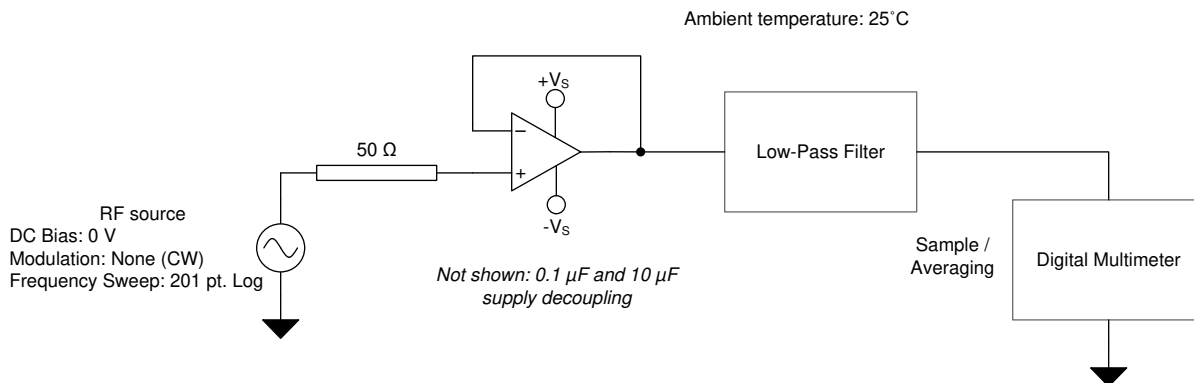 Ambient temperature: 25˚C
+VS
50 Ω
−
+
-VS
Low-Pass Filter
RF source
DC Bias: 0 V
Modulation: None (CW)
Frequency Sweep: 201 pt. Log
Not shown: 0.1 µF and 10 µF
supply decoupling
Sample /
Averaging
Digital Multimeter